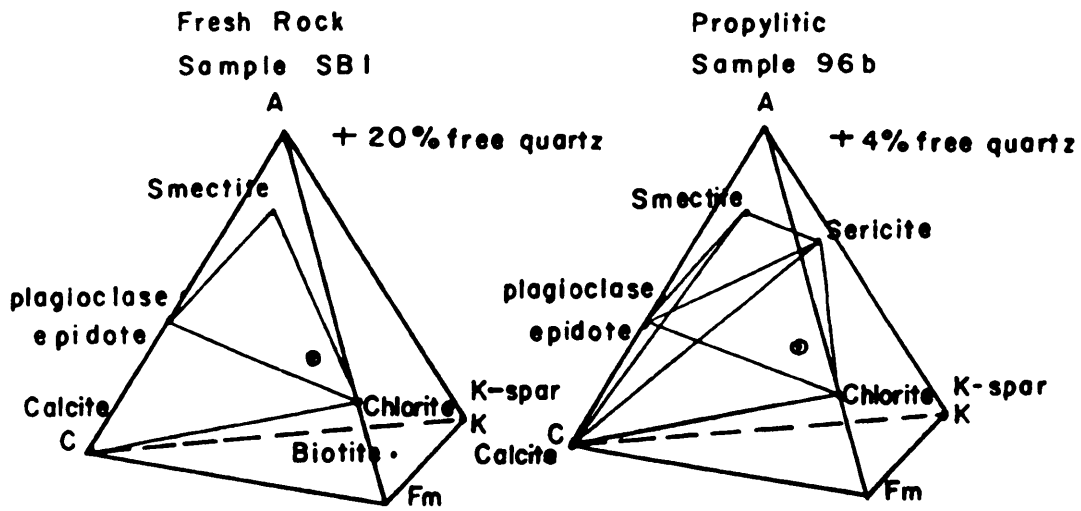 Fresh Rock
Sample SB1
A
+ 20% free quartz
Smectite
plagioclase
epidote
Calcite
C
Chlorite
K-spar
K
Biotite
Fm
Propylitic
Sample 96b
A
+ 4% free quartz
Smectite
Sericite
plagioclase
epidote
Chlorite
K-spar
K
C
Calcite
Fm